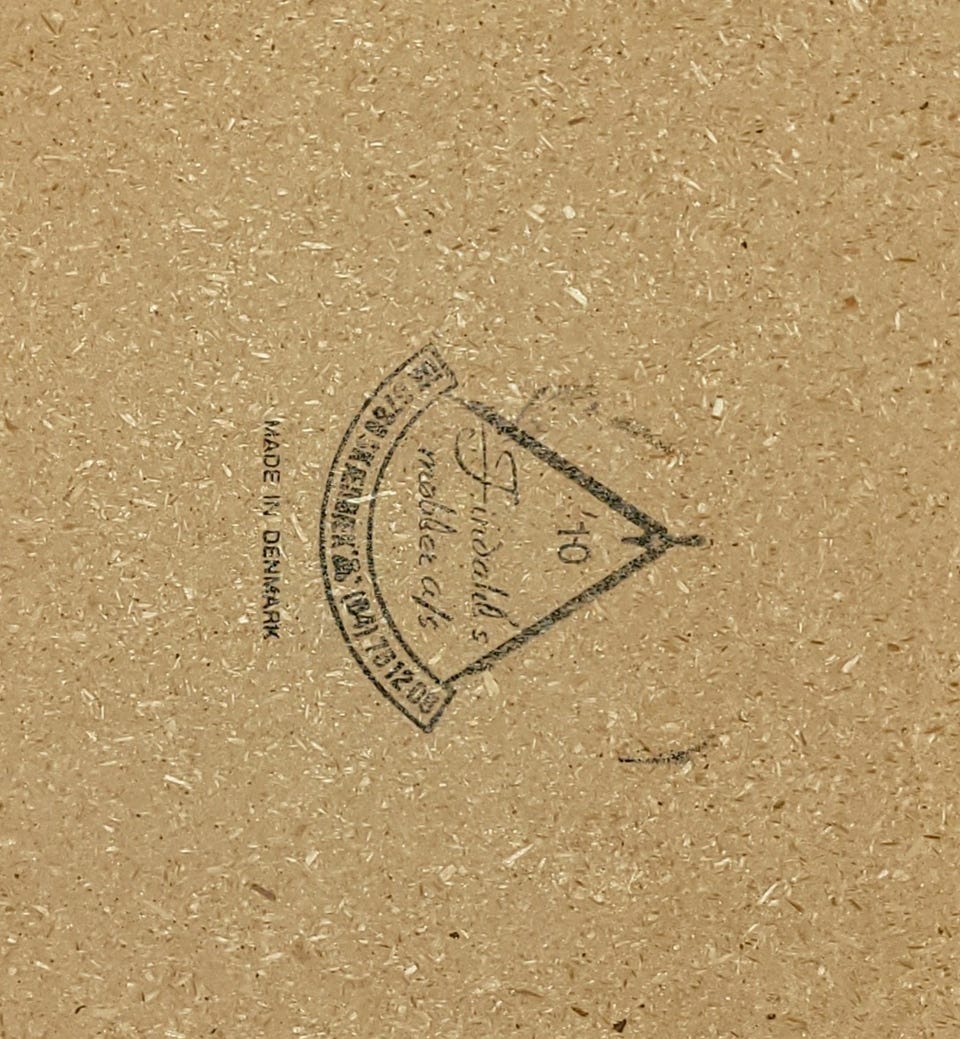 '10
Findahl's
møbler a/s
(04) 75 12 00
MADE IN DENMARK